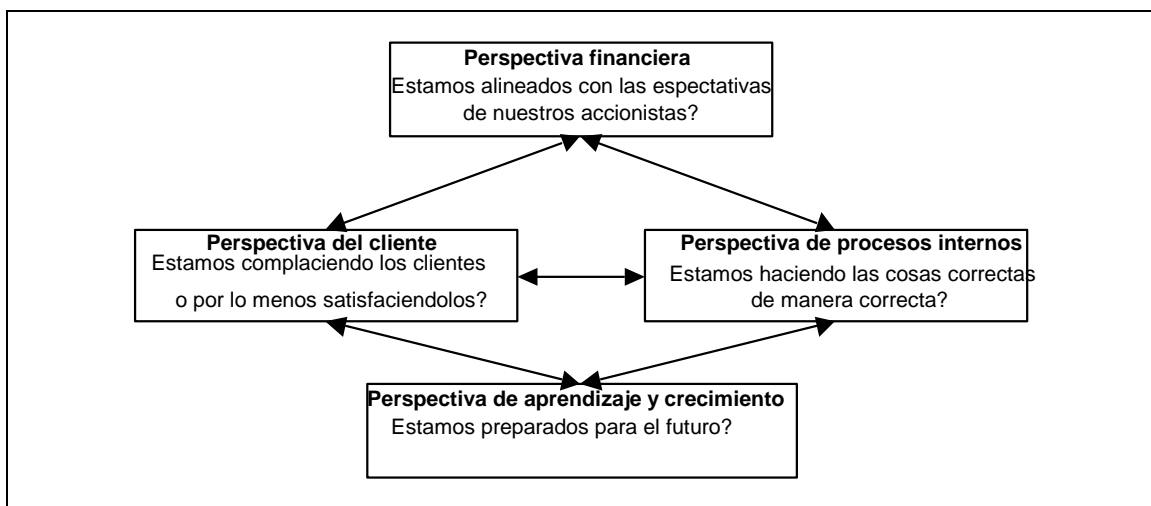 Perspectiva financiera
Estamos alineados con las espectativas
de nuestros accionistas?
Perspectiva del cliente
Estamos complaciendo los clientes
o por lo menos satisfaciendolos?
Perspectiva de procesos internos
Estamos haciendo las cosas correctas
de manera correcta?
Perspectiva de aprendizaje y crecimiento
Estamos preparados para el futuro?